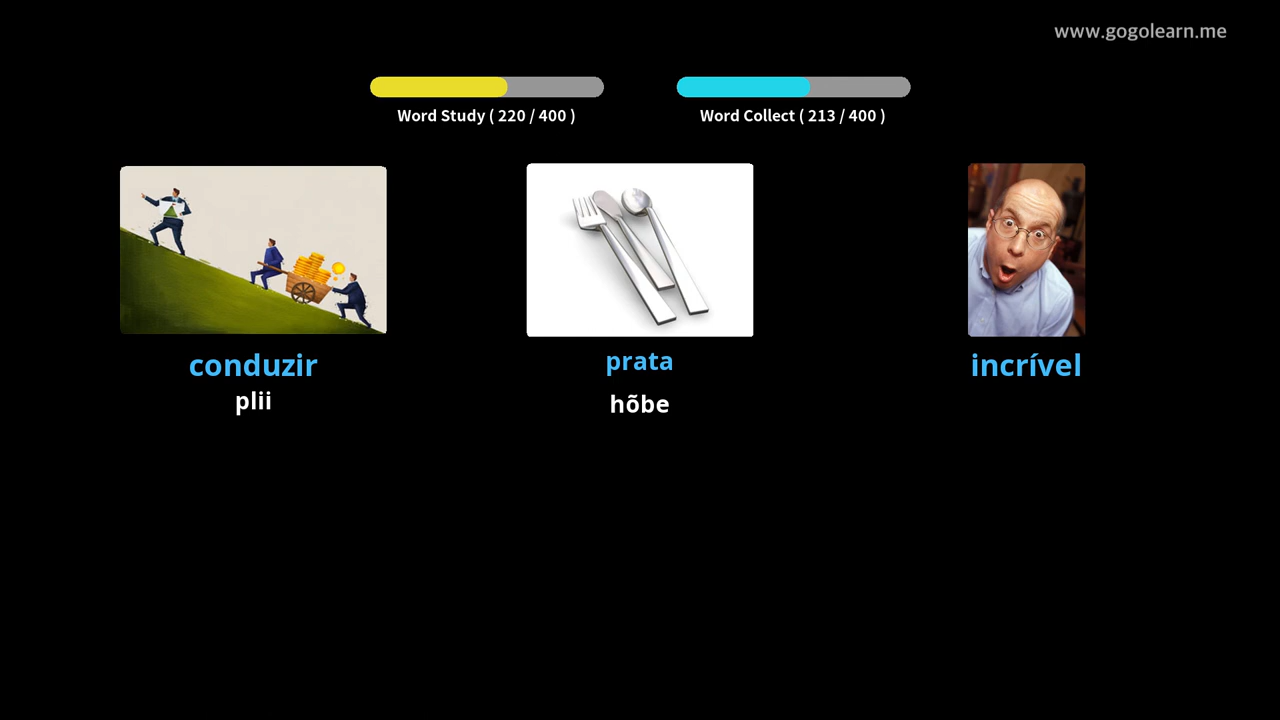 www.gogolearn.me
Word Study ( 220 / 400 )
Word Collect ( 213 / 400 )
conduzir
plii
prata
hõbe
incrível